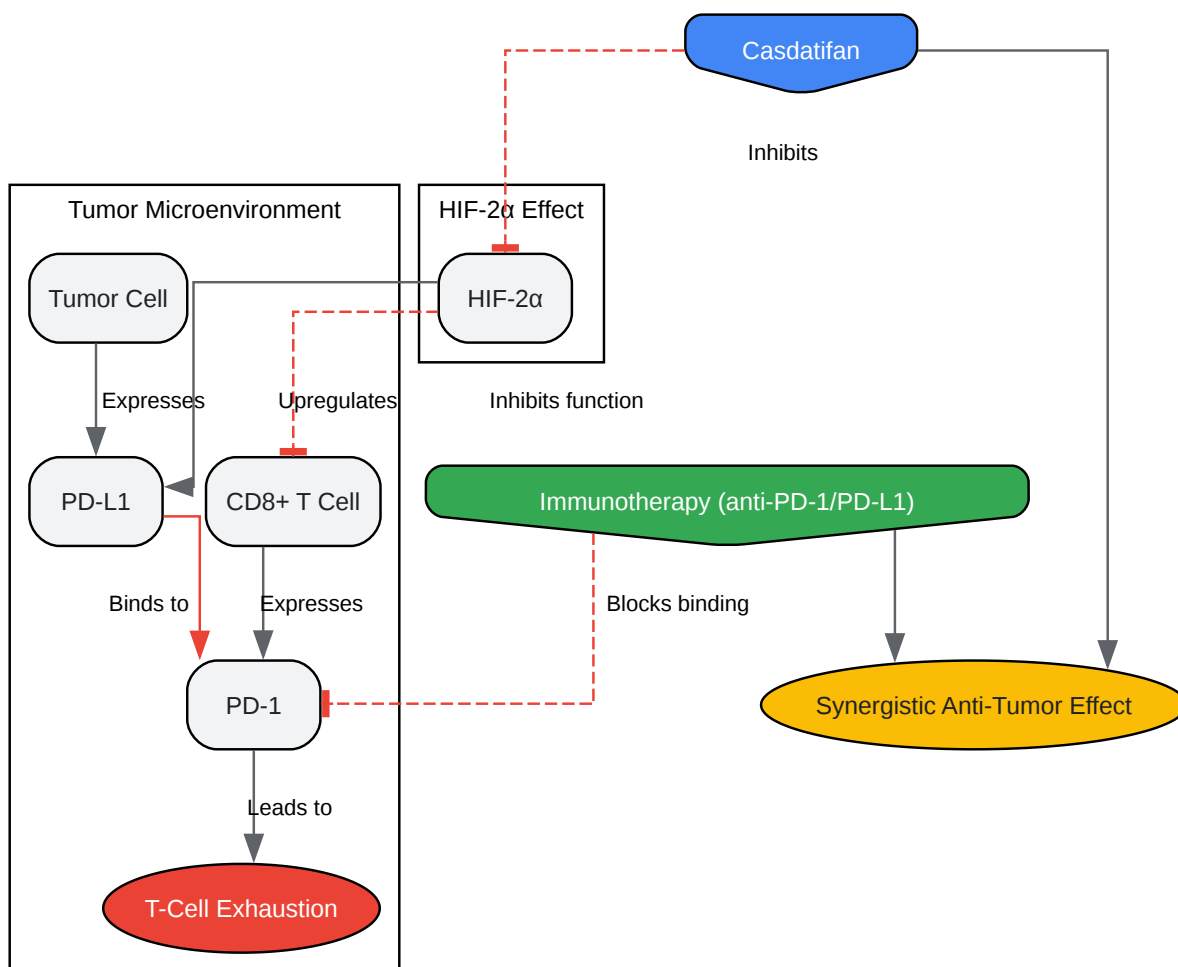 Casdatifan
Inhibits
Tumor Microenvironment
HIF-2α Effect
Tumor Cell
HIF-2α
Expresses
Upregulates
Inhibits function
PD-L1
CD8+ T Cell
Immunotherapy (anti-PD-1/PD-L1)
Binds to
Expresses
Blocks binding
PD-1
Synergistic Anti-Tumor Effect
Leads to
T-Cell Exhaustion